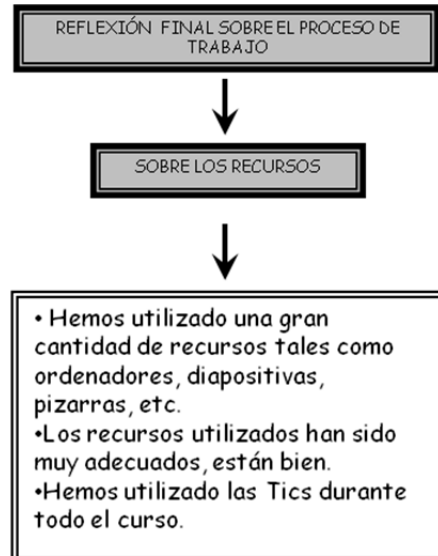 REFLEXIÓN FINAL SOBRE EL PROCESO DE
TRABAJO
SOBRE LOS RECURSOS
• Hemos utilizado una gran
cantidad de recursos tales como
ordenadores, diapositivas,
pizarras, etc.
•Los recursos utilizados han sido
muy adecuados, están bien.
•Hemos utilizado las Tics durante
todo el curso.